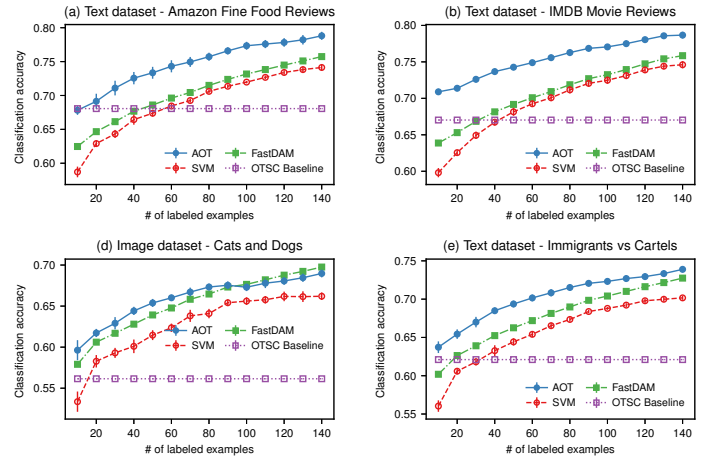 (a) Text dataset - Amazon Fine Food Reviews
Classification accuracy
0.80
0.75
0.70
0.65
0.60
AOT
SVM
FastDAM
OTSC Baseline
20 40 60 80 100 120 140
# of labeled examples
(b) Text dataset - IMDB Movie Reviews
Classification accuracy
0.80
0.75
0.70
0.65
0.60
AOT
SVM
FastDAM
OTSC Baseline
20 40 60 80 100 120 140
# of labeled examples
(d) Image dataset - Cats and Dogs
Classification accuracy
0.70
0.65
0.60
0.55
AOT
SVM
FastDAM
OTSC Baseline
20 40 60 80 100 120 140
# of labeled examples
(e) Text dataset - Immigrants vs Cartels
Classification accuracy
0.75
0.70
0.65
0.60
0.55
AOT
SVM
FastDAM
OTSC Baseline
20 40 60 80 100 120 140
# of labeled examples